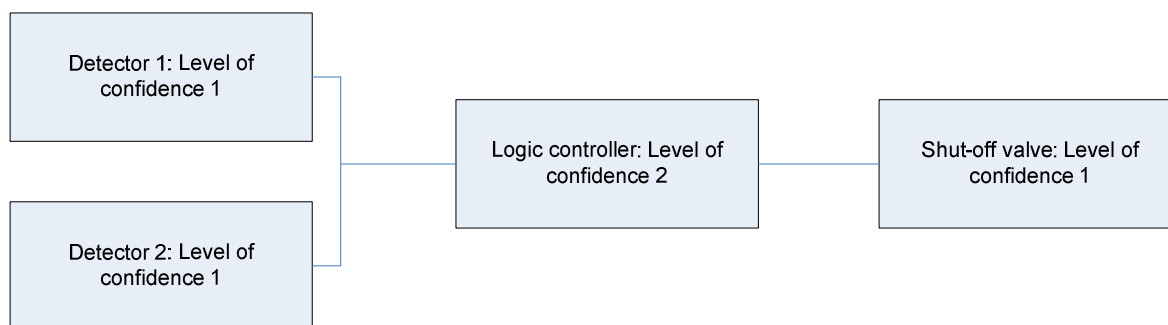 Detector 1: Level of
confidence 1
Logic controller: Level of
confidence 2
Shut-off valve: Level of
confidence 1
Detector 2: Level of
confidence 1